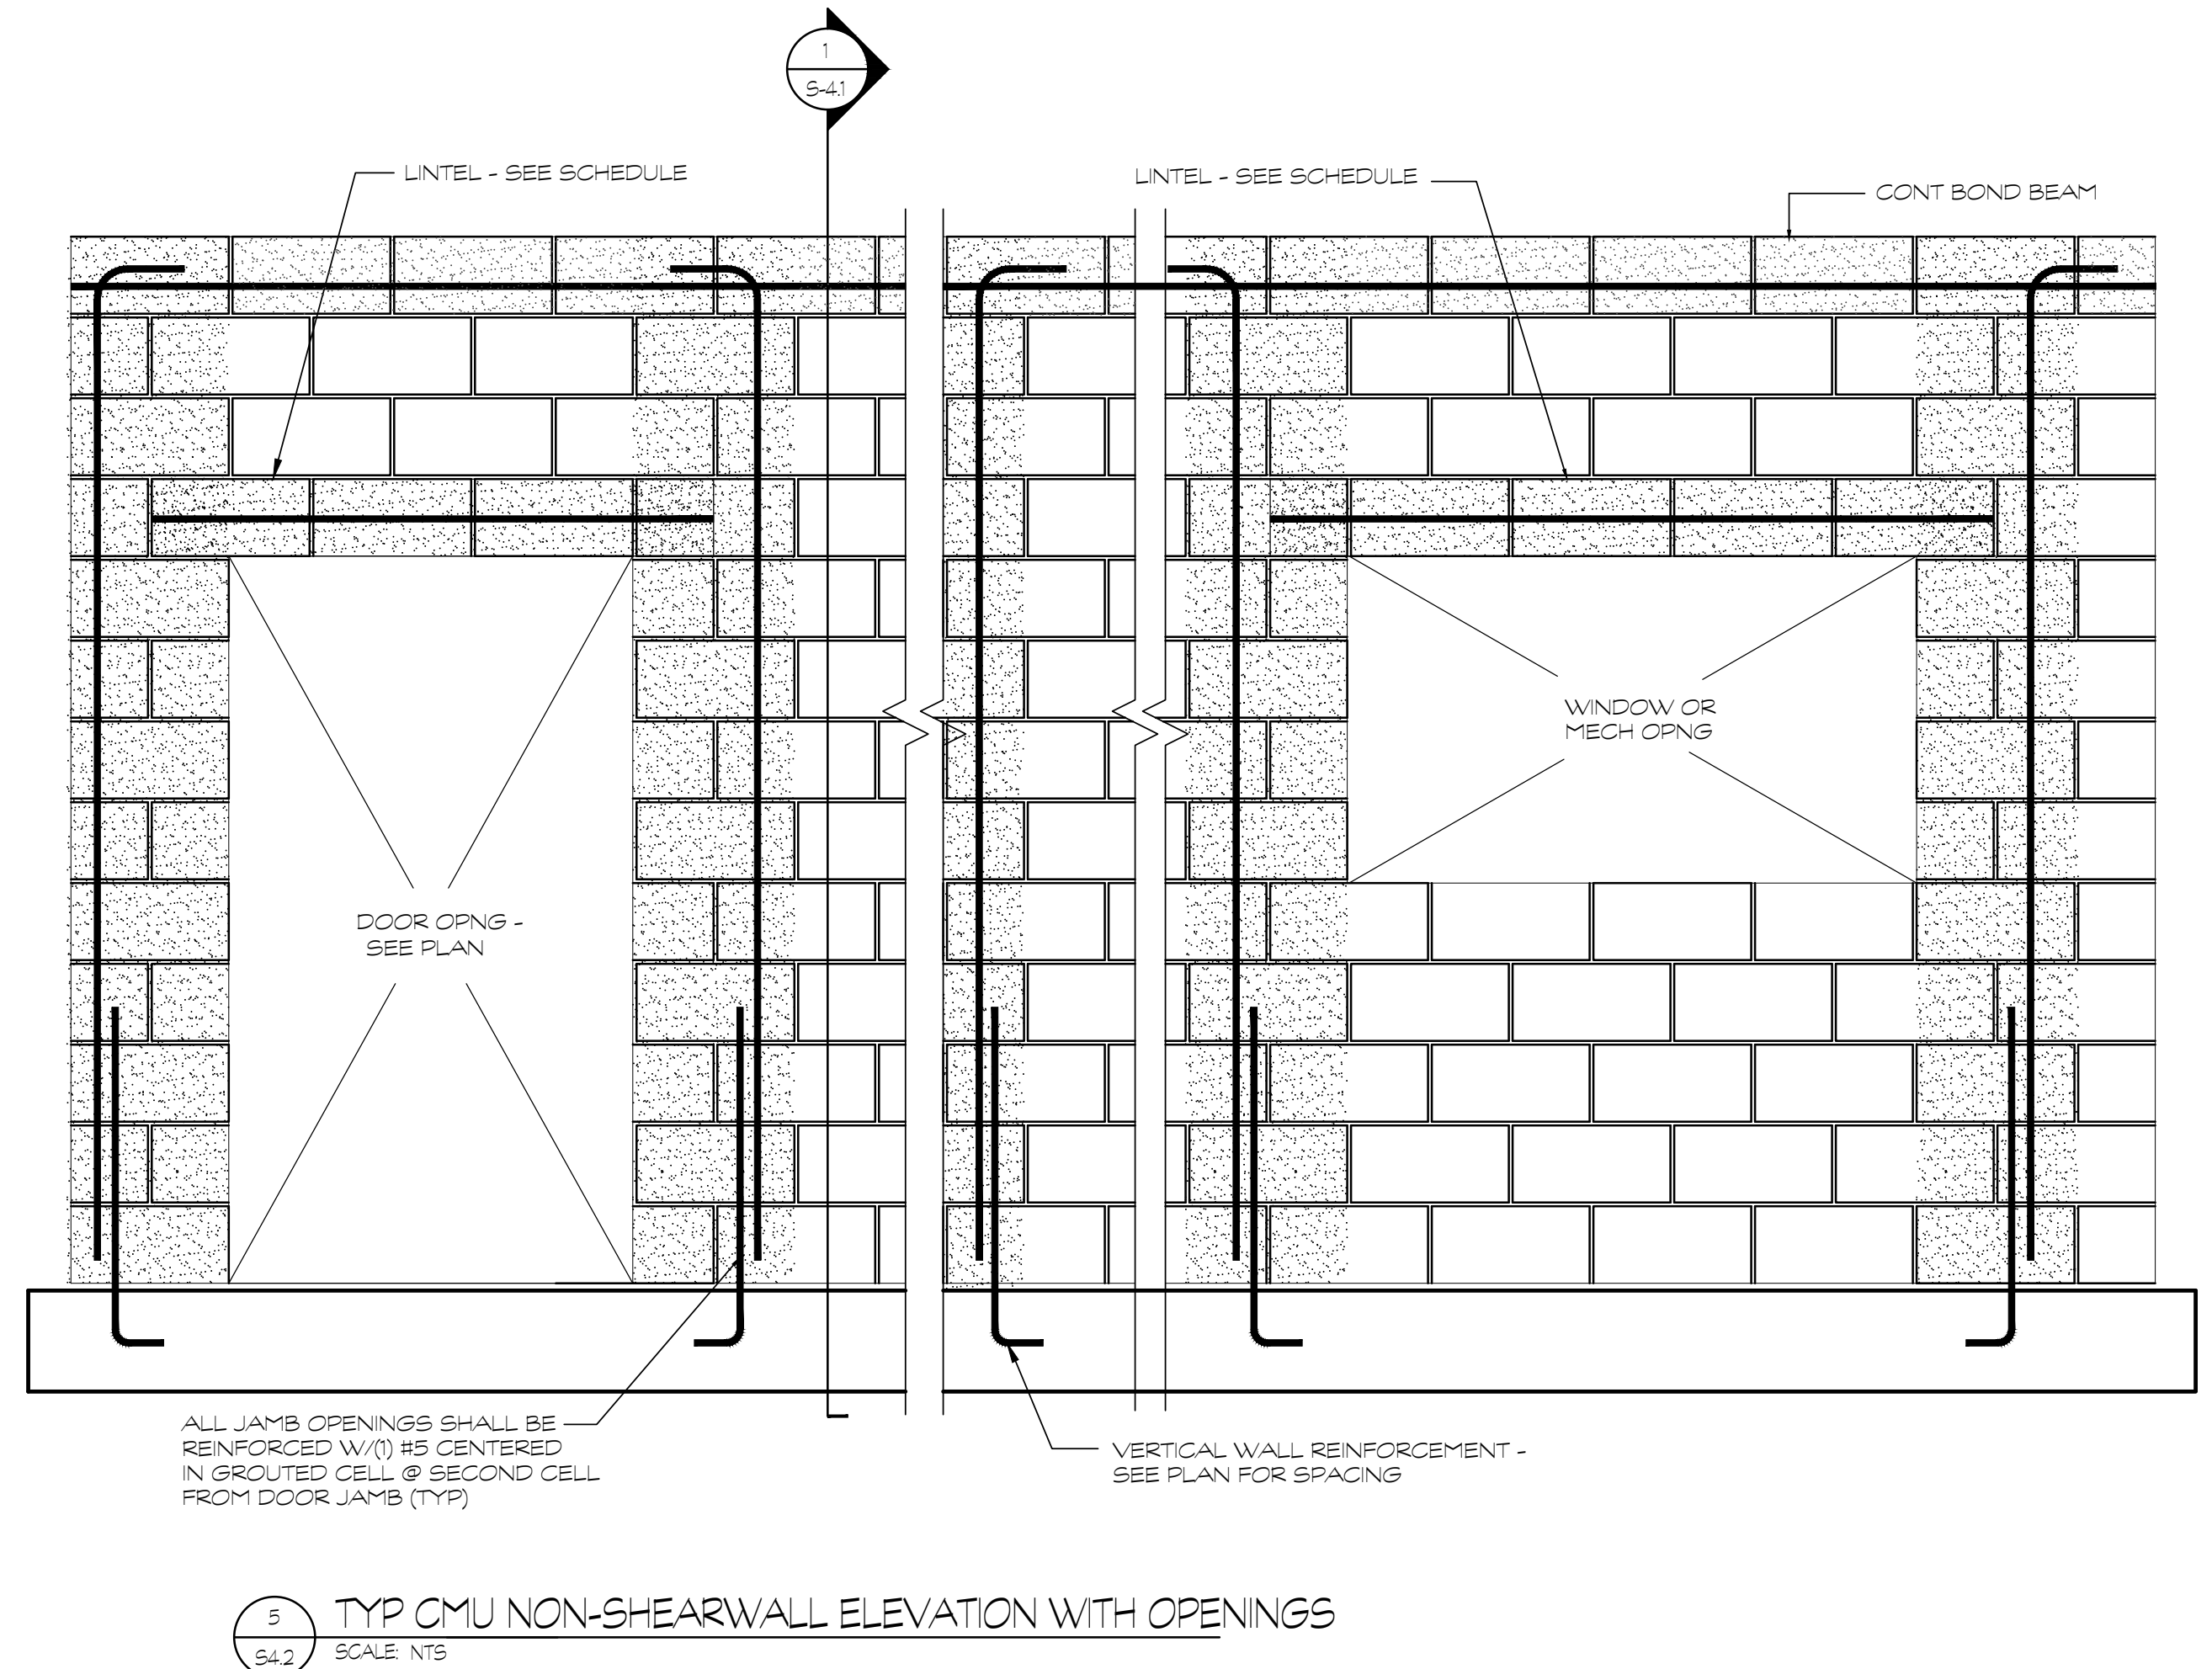 1
S-4.1
LINTEL - SEE SCHEDULE
LINTEL - SEE SCHEDULE
CONT BOND BEAM
WINDOW OR
MECH OPNG
DOOR OPNG -
SEE PLAN
ALL JAMB OPENINGS SHALL BE
REINFORCED W/(1) #5 CENTERED
IN GROUTED CELL @ SECOND CELL
FROM DOOR JAMB (TYP)
VERTICAL WALL REINFORCEMENT -
SEE PLAN FOR SPACING
5
S4.2
TYP CMU NON-SHEARWALL ELEVATION WITH OPENINGS
SCALE: NTS